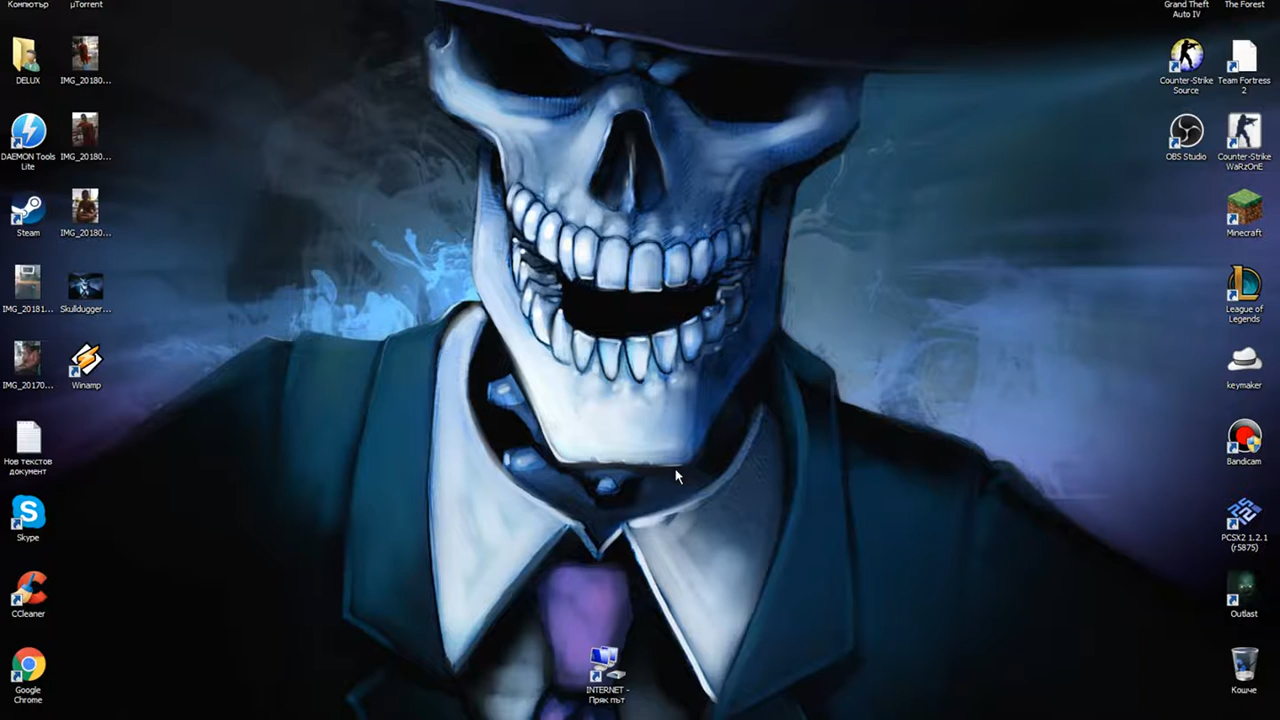 Компютър
µTorrent
DELUX
IMG_20180...
DAEMON Tools
Lite
IMG_20180...
Steam
IMG_20180...
IMG_20181...
Skulldugger...
IMG_20170...
Winamp
Нов текстов
документ
Skype
CCleaner
Google
Chrome
INTERNET -
Пряк път
Grand Theft
Auto IV
The Forest
Counter-Strike
Source
Team Fortress
2
OBS Studio
Counter-Strike
WaRzOnE
Minecraft
League of
Legends
keymaker
Bandicam
PCSX2 1.2.1
(r5875)
Outlast
Кошче